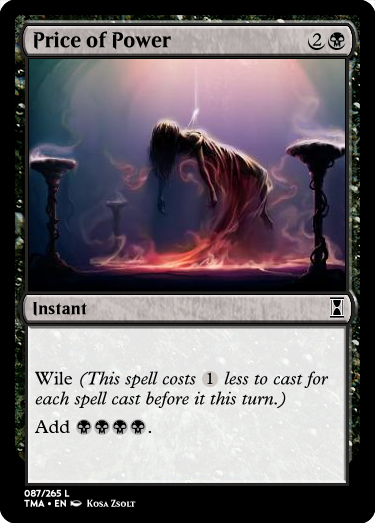 Price of Power 2
Instant
Wile (This spell costs 1 less to cast for
each spell cast before it this turn.)
Add .
087/265 L
TMA • EN Kosa Zsolt